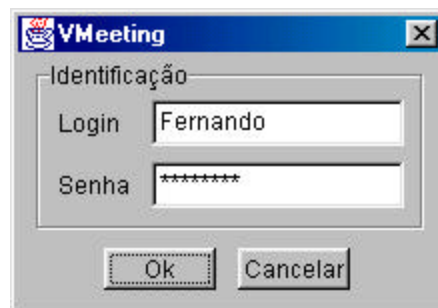 VMeeting
Identificação
Login Fernando
Senha ********
Ok Cancelar